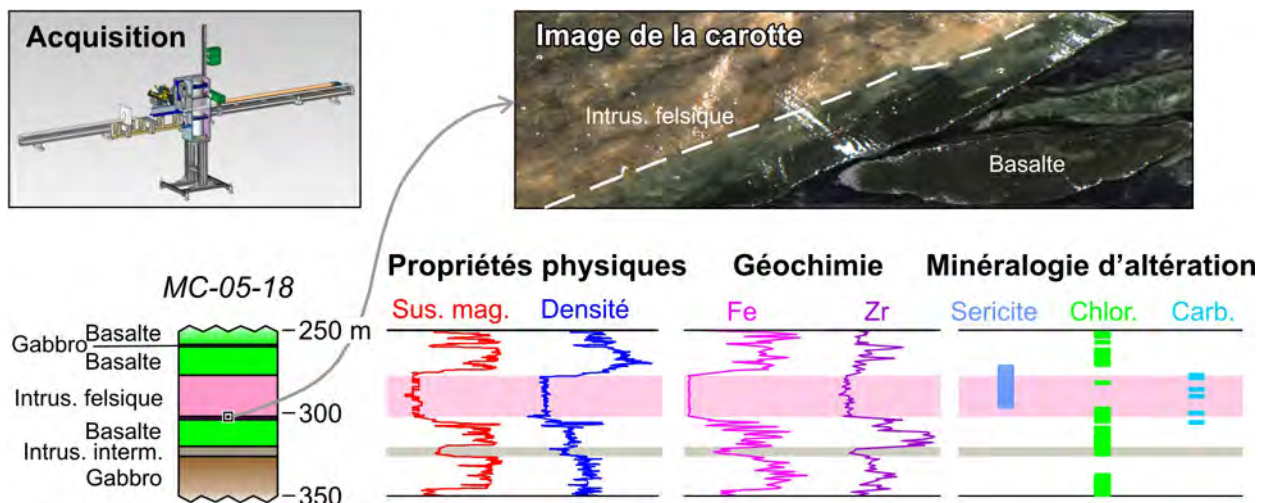 Acquisition
Image de la carotte
Intrus. felsique
Basalte
MC-05-18
Basalte
Gabbro
Basalte
Intrus. felsique
Basalte
Intrus. interm.
Gabbro
250 m
300
350
Propriétés physiques
Sus. mag. Densité
Géochimie
Fe Zr
Minéralogie d'altération
Sericite Chlor. Carb.